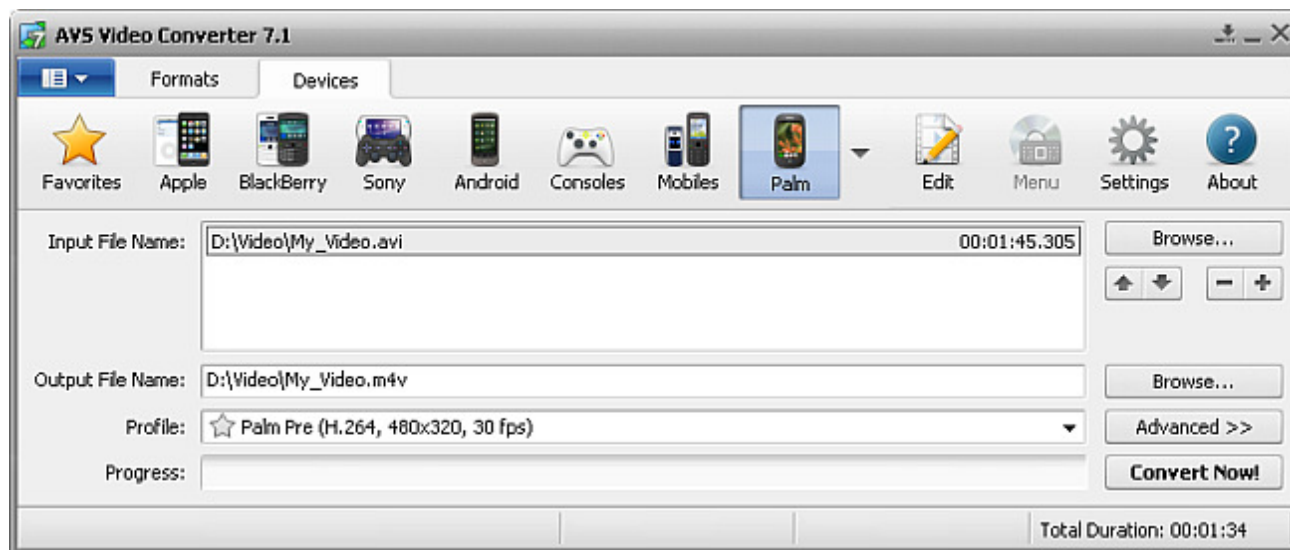 AVS Video Converter 7.1
Formats Devices
Favorites Apple BlackBerry Sony Android Consoles Mobiles Palm Edit Menu Settings About
Input File Name: D:\Video\My_Video.avi 00:01:45.305 Browse...
Output File Name: D:\Video\My_Video.m4v Browse...
Profile: Palm Pre (H.264, 480x320, 30 fps) Advanced >>
Progress: Convert Now!
Total Duration: 00:01:34